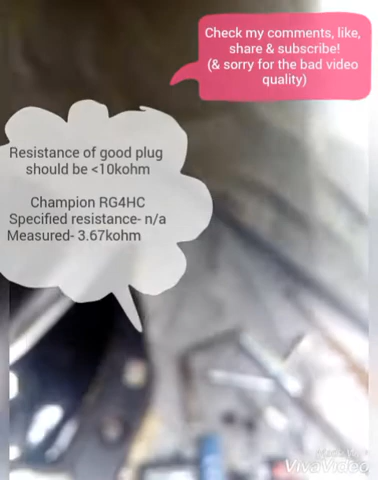 Check my comments, like,
share & subscribe!
(& sorry for the bad video
quality)
Resistance of good plug
should be <10kohm
Champion RG4HC
Specified resistance- n/a
Measured- 3.67kohm
VivaVideo